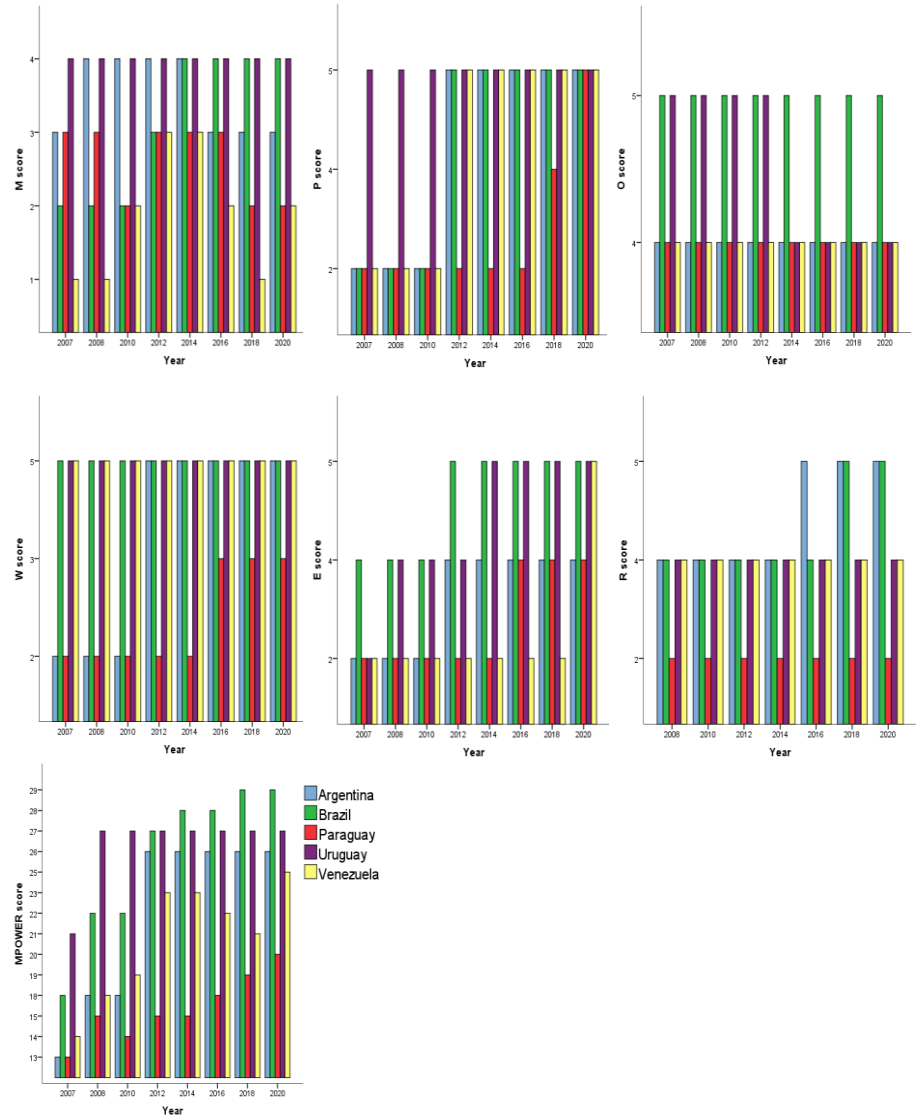 M score
4
3
2
1
2007 2008 2010 2012 2014 2016 2018 2020
Year
P score
5
4
2
2007 2008 2010 2012 2014 2016 2018 2020
Year
O score
5
4
2007 2008 2010 2012 2014 2016 2018 2020
Year
W score
5
3
2
2007 2008 2010 2012 2014 2016 2018 2020
Year
E score
5
4
2
2007 2008 2010 2012 2014 2016 2018 2020
Year
R score
5
4
2
2008 2010 2012 2014 2016 2018 2020
Year
MPOWER score
29
28
27
26
25
23
22
21
20
19
18
15
14
13
2007 2008 2010 2012 2014 2016 2018 2020
Year
Argentina
Brazil
Paraguay
Uruguay
Venezuela